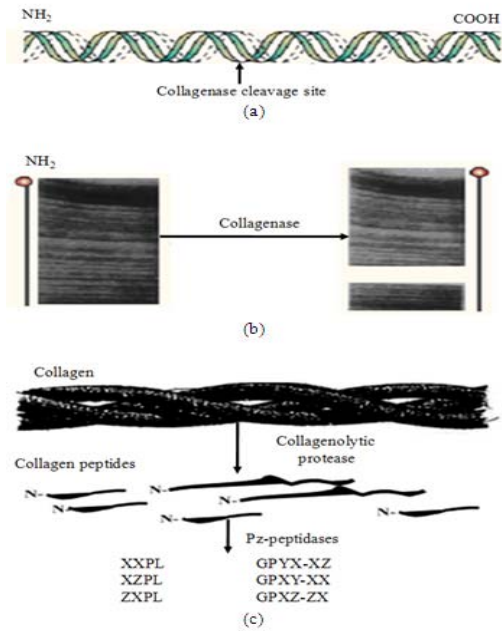 NH₂ COOH
Collagenase cleavage site
(a)
NH₂
Collagenase
(b)
Collagen
Collagenolytic
protease
Collagen peptides
N-
N-
N-
N-
N-
N-
Pz-peptidases
XXPL GPYX-XZ
XZPL GPXY-XX
ZXPL GPXZ-ZX
(c)